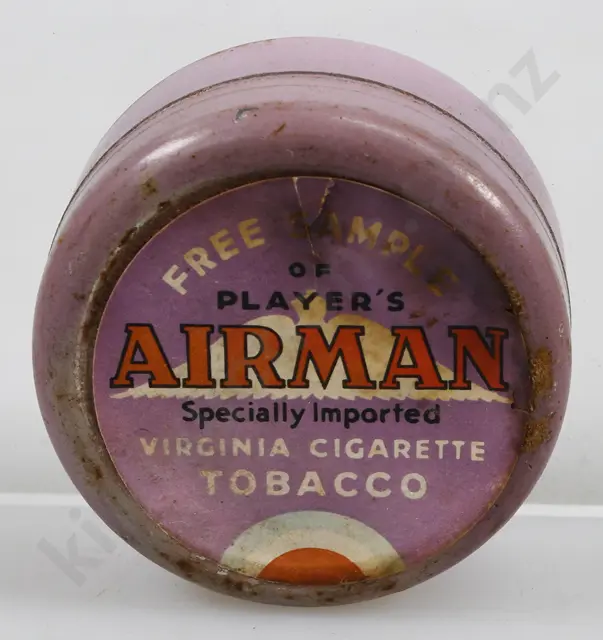 FREE SAMPLE
OF
PLAYER'S
AIRMAN
Specially Imported
VIRGINIA CIGARETTE
TOBACCO